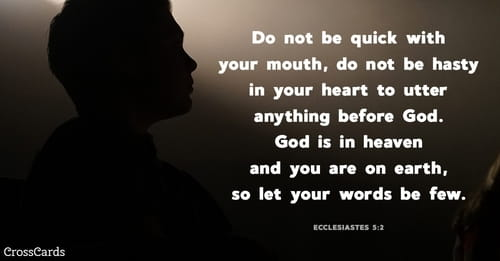 Do not be quick with
your mouth, do not be hasty
in your heart to utter
anything before God.
God is in heaven
and you are on earth,
so let your words be few.
ECCLESIASTES 5:2
CrossCards